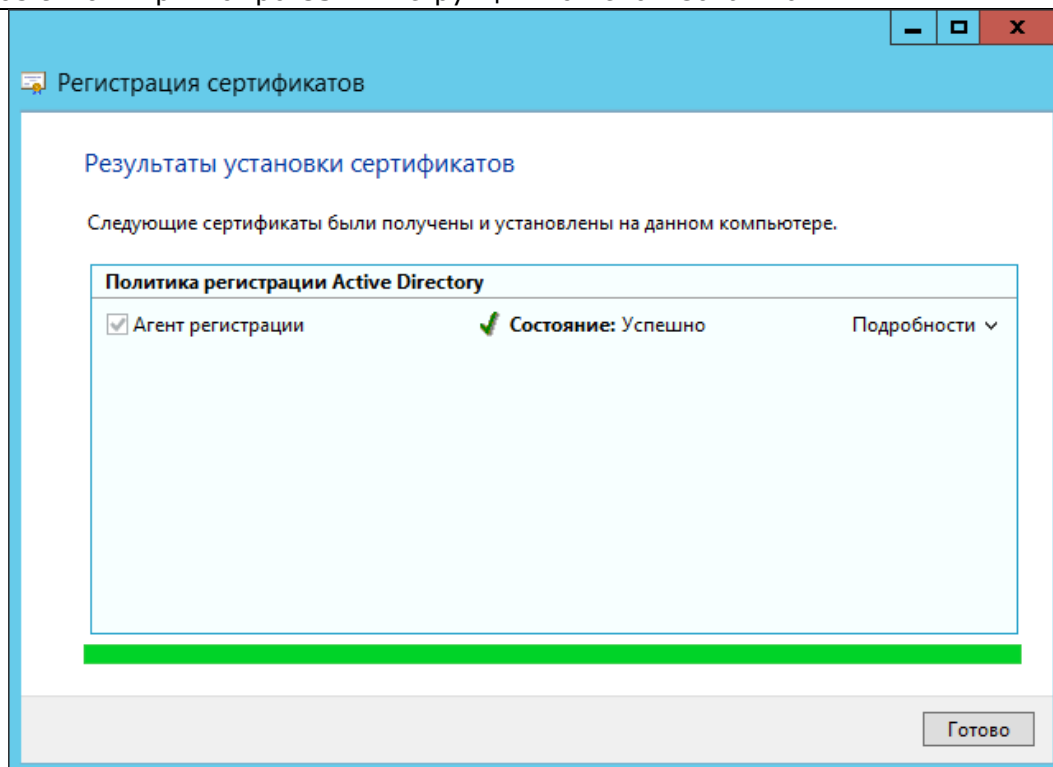 Регистрация сертификатов
Результаты установки сертификатов
Следующие сертификаты были получены и установлены на данном компьютере.
Политика регистрации Active Directory
Агент регистрации Состояние: Успешно Подробности
Готово